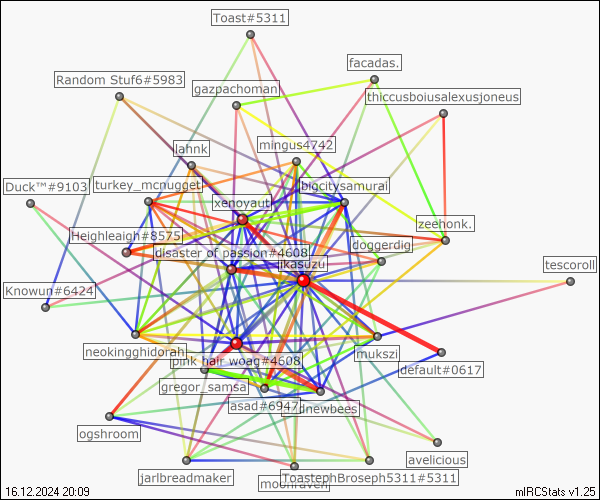 Toast#5311
facadas.
Random Stuf6#5983
gazpachoman
thiccusboiusalexusjoneus
mingus4742
lahnk
Duck™#9103
turkey_mcnugget
bigcitysamurai
xenoyaut
zeehonk.
Heighleigh#8575
doggerdig
disaster of passion#4608
ikasuzu
tescoroll
Knowun#6424
neokingghidorah
mukszi
pink hair woag#4608
default#0617
gregor_samsa
asad#6947
dnewbees
ogshroom
avelicious
jarlbreadmaker
moonraven
ToastephBroseph5311#5311
16.12.2024 20:09
mIRCStats v1.25